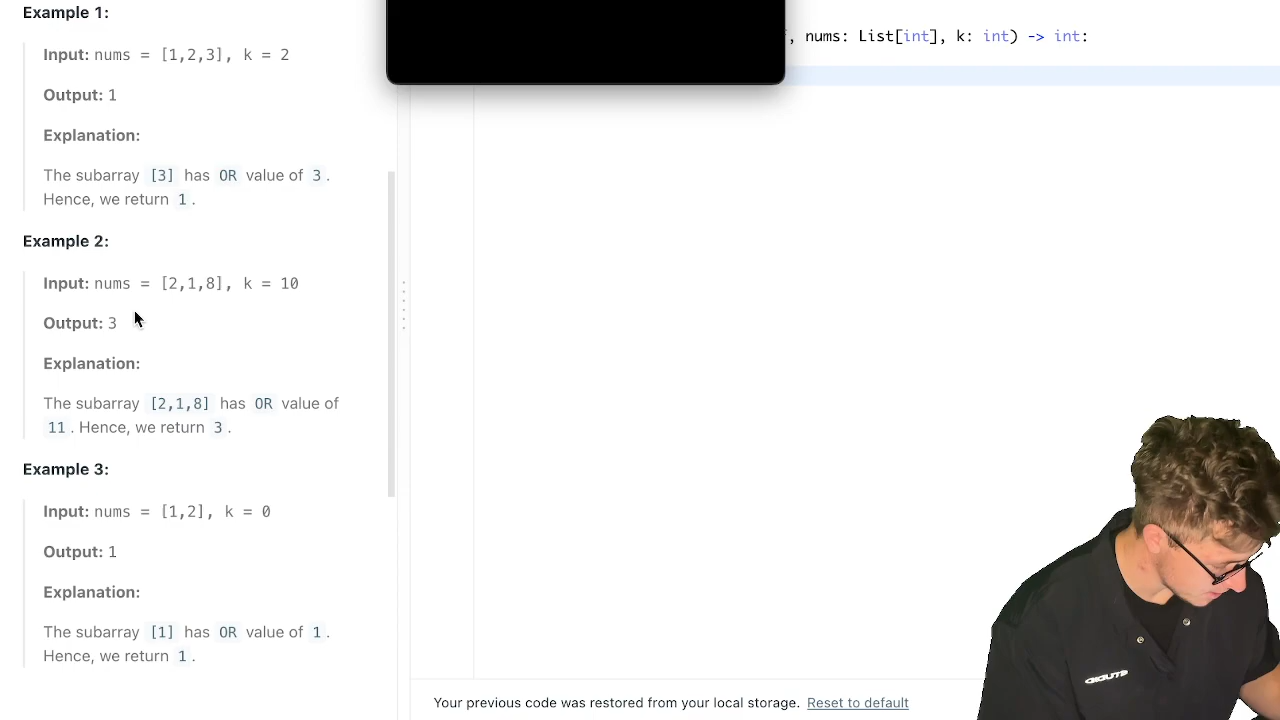 Example 1:
Input: nums = [1,2,3], k = 2
Output: 1
Explanation:
The subarray [3] has OR value of 3.
Hence, we return 1.
Example 2:
Input: nums = [2,1,8], k = 10
Output: 3
Explanation:
The subarray [2,1,8] has OR value of
11. Hence, we return 3.
Example 3:
Input: nums = [1,2], k = 0
Output: 1
Explanation:
The subarray [1] has OR value of 1.
Hence, we return 1.
, nums: List[int], k: int) -> int:
Your previous code was restored from your local storage. Reset to default